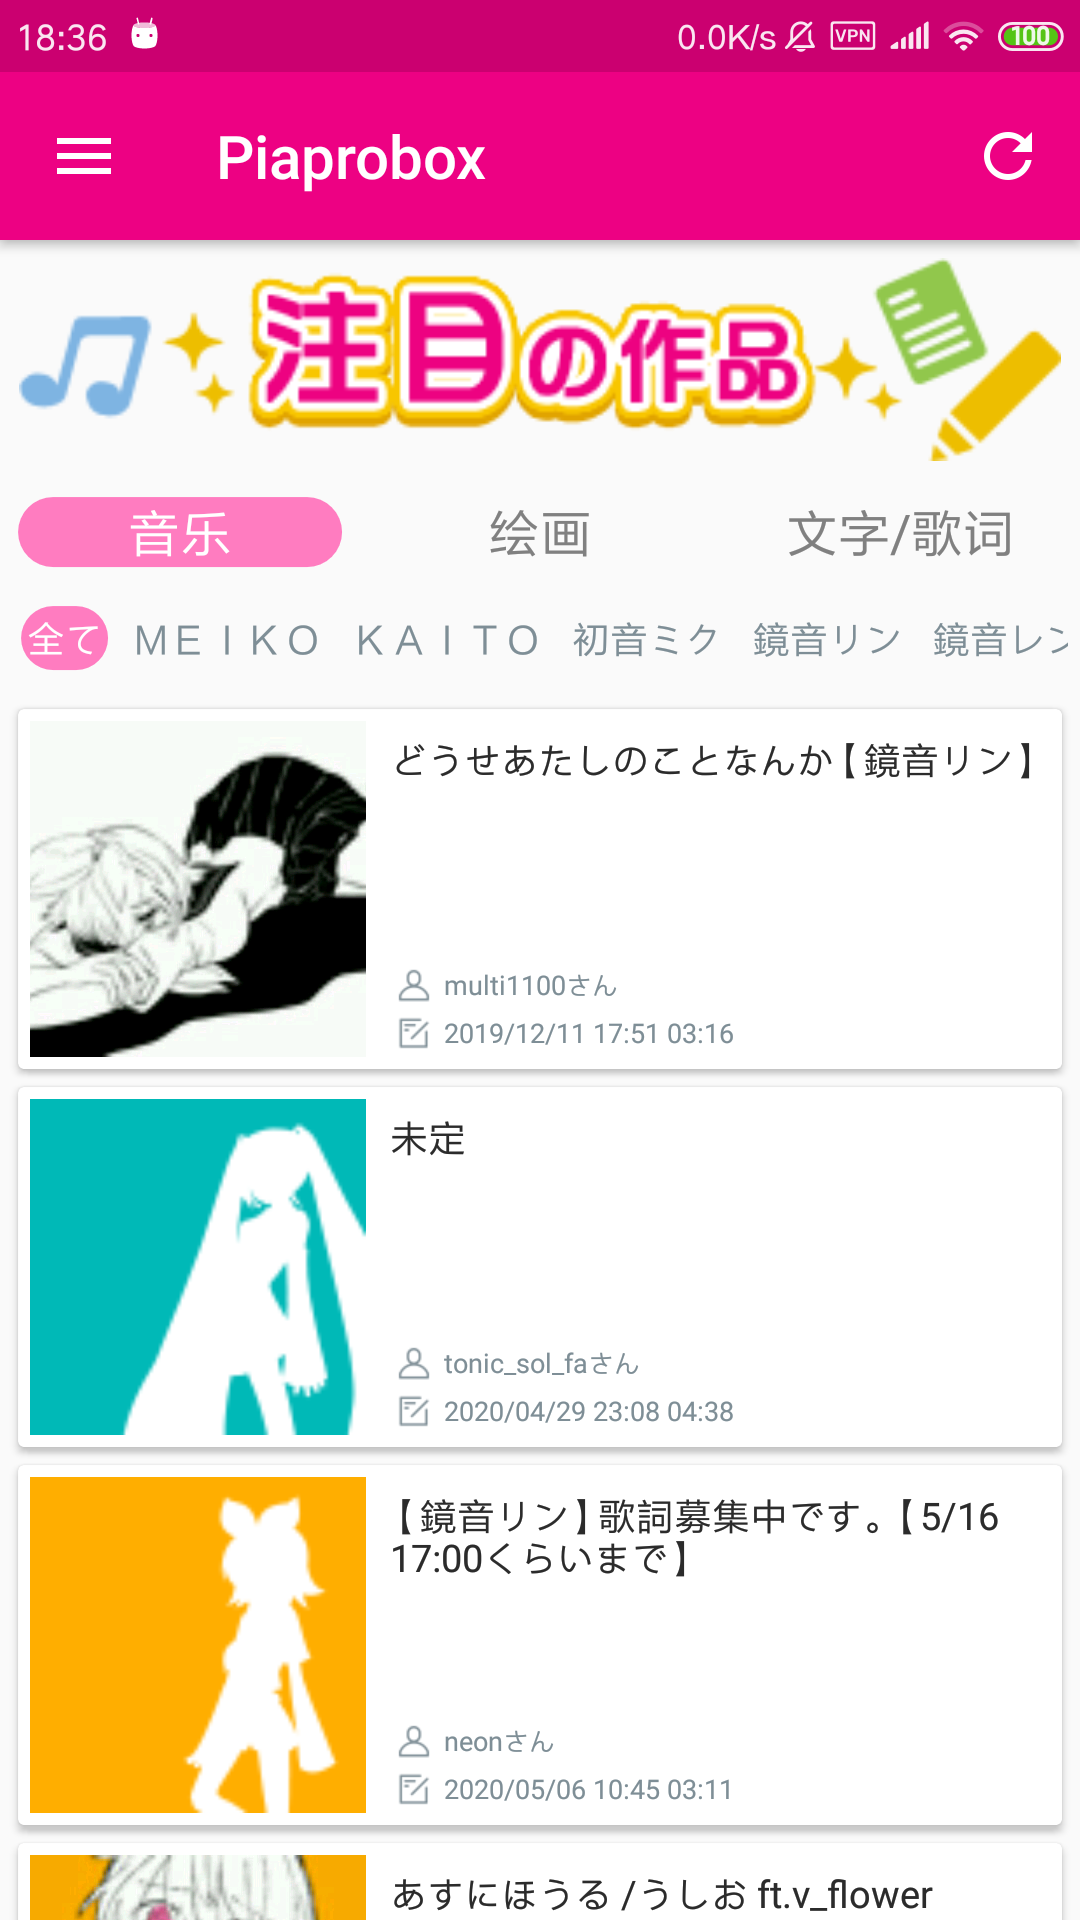 18:36 0.0K/s VPN 100
Piaprobox
注目の作品
音乐 绘画 文字/歌词
全て ＭＥＩＫＯ ＫＡＩＴＯ 初音ミク 鏡音リン 鏡音レン
どうせあたしのことなんか【鏡音リン】
multi1100さん
2019/12/11 17:51 03:16
未定
tonic_sol_faさん
2020/04/29 23:08 04:38
【鏡音リン】歌詞募集中です。【5/16
17:00くらいまで】
neonさん
2020/05/06 10:45 03:11
あすにほうる /うしお ft.v_flower